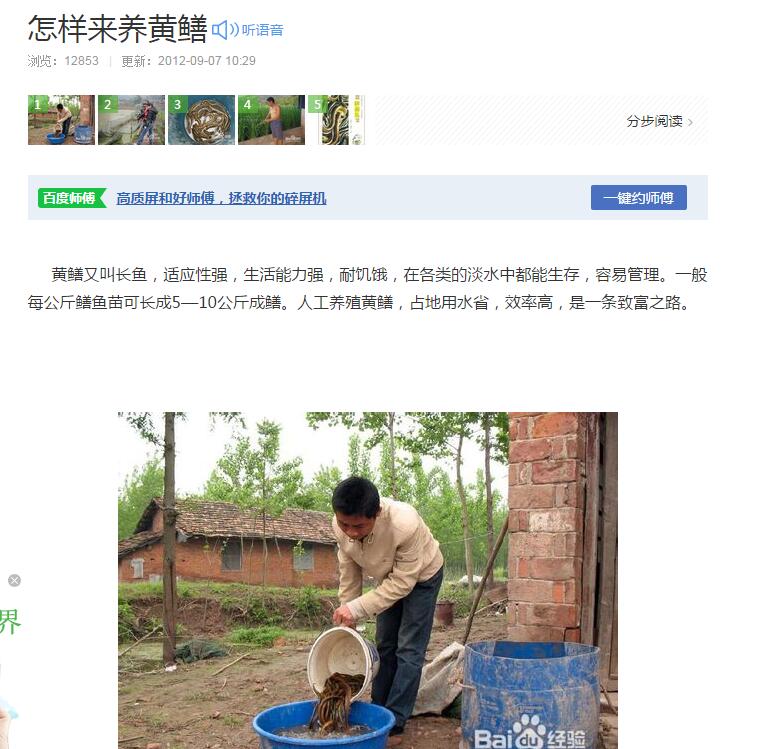 怎样来养黄鳝 听语音
浏览：12853 | 更新：2012-09-07 10:29
1 2 3 4 5
分步阅读
百度师傅 高质屏和好师傅，拯救你的碎屏机 一键约师傅
黄鳝又叫长鱼，适应性强，生活能力强，耐饥饿，在各类的淡水中都能生存，容易管理。一般
每公斤鳝鱼苗可长成5—10公斤成鳝。人工养殖黄鳝，占地用水省，效率高，是一条致富之路。
界
Baidu经验